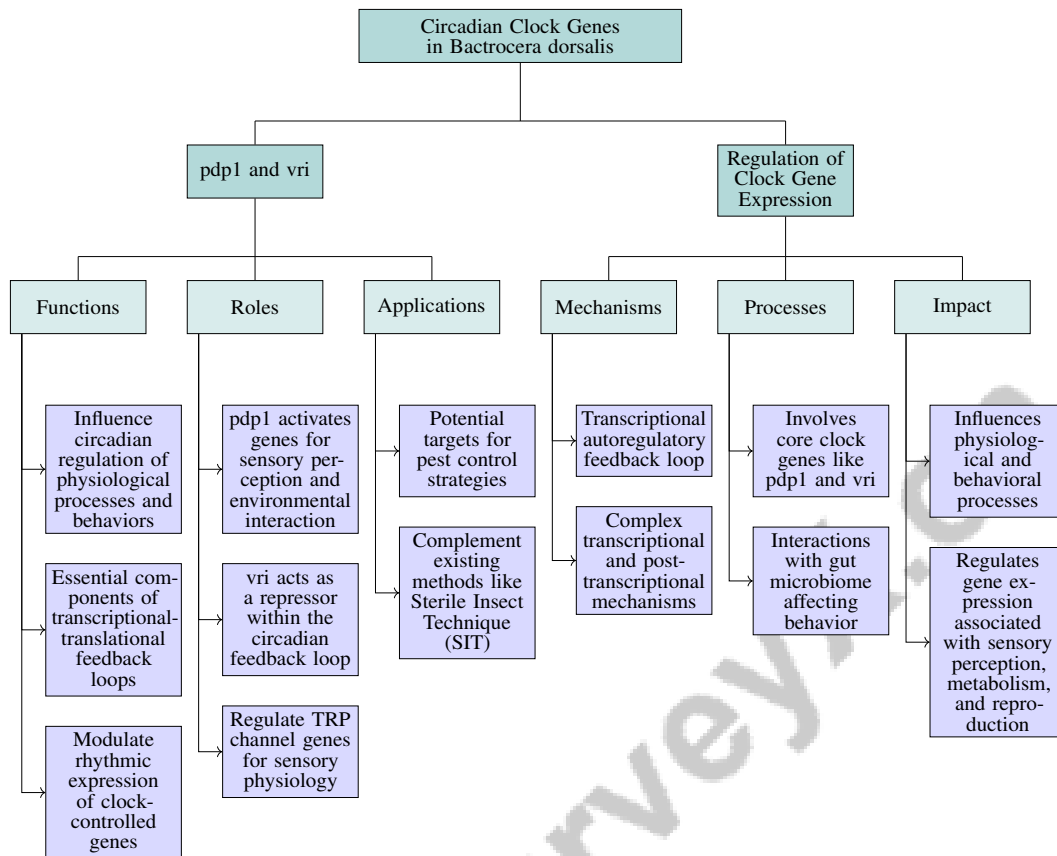 Circadian Clock Genes
in Bactrocera dorsalis
pdp1 and vri
Regulation of
Clock Gene
Expression
Functions
Roles
Applications
Mechanisms
Processes
Impact
Influence
circadian
regulation of
physiological
processes and
behaviors
Essential com-
ponents of
transcriptional-
translational
feedback
loops
Modulate
rhythmic
expression
of clock-
controlled
genes
pdp1 activates
genes for
sensory per-
ception and
environmental
interaction
vri acts as
a repressor
within the
circadian
feedback loop
Regulate TRP
channel genes
for sensory
physiology
Potential
targets for
pest control
strategies
Complement
existing
methods like
Sterile Insect
Technique
(SIT)
Transcriptional
autoregulatory
feedback loop
Complex
transcriptional
and post-
transcriptional
mechanisms
Involves
core clock
genes like
pdp1 and vri
Interactions
with gut
microbiome
affecting
behavior
Influences
physiolog-
ical and
behavioral
processes
Regulates
gene ex-
pression
associated
with sensory
perception,
metabolism,
and repro-
duction